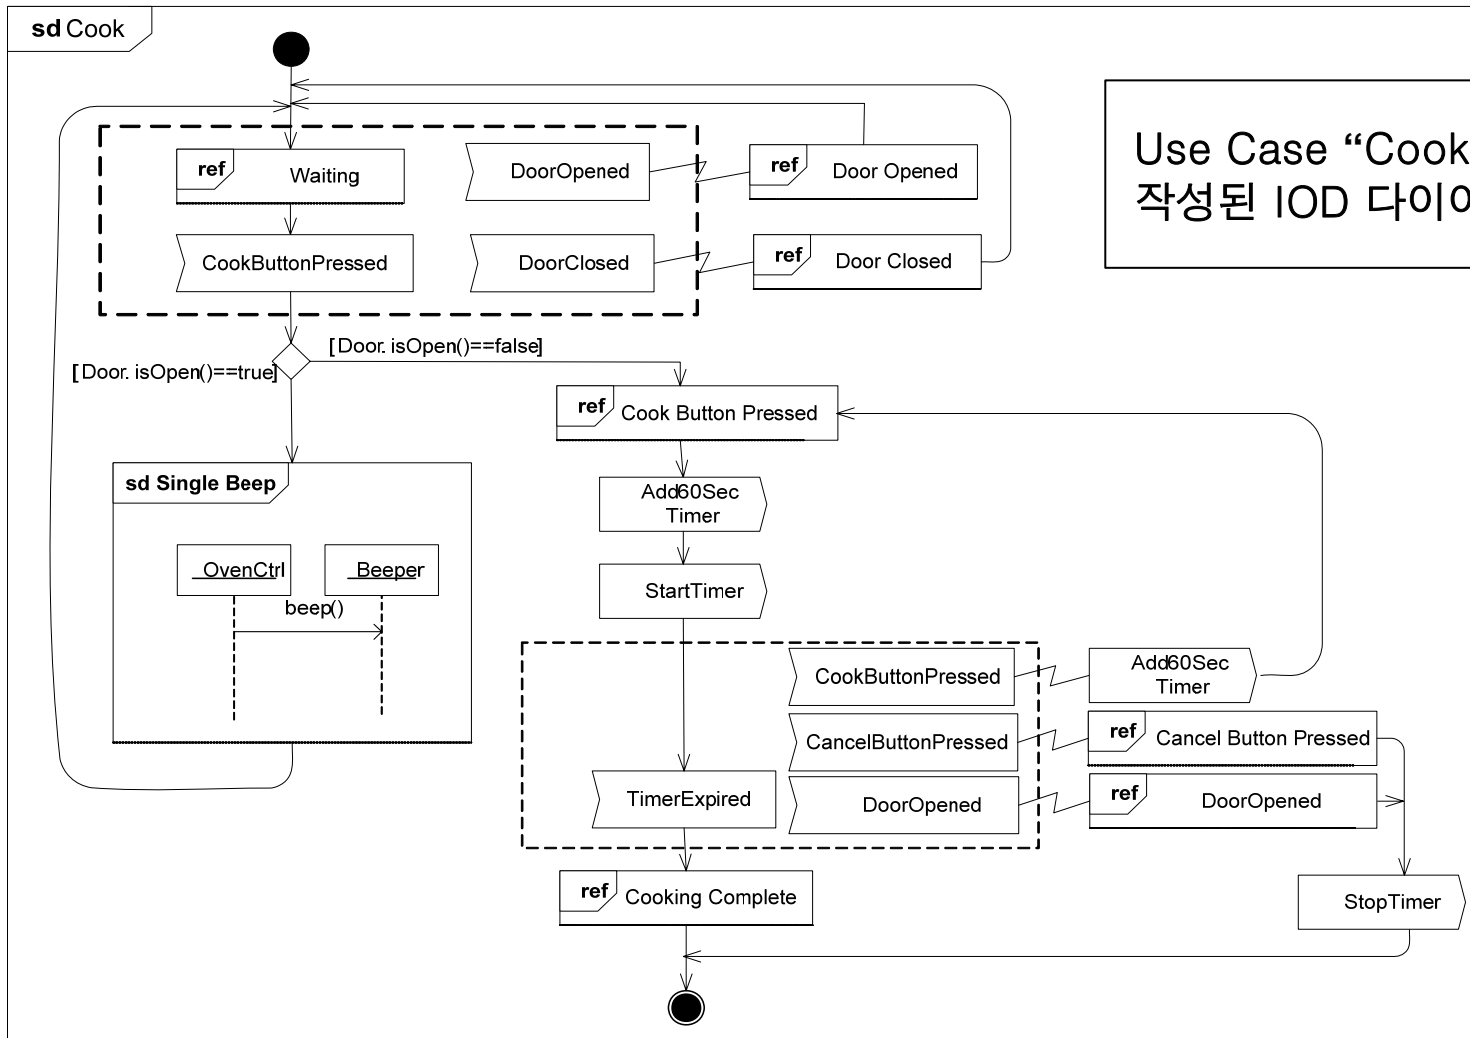 sd Cook
Use Case “Cook
작성된 IOD 다이어
ref Waiting
DoorOpened
ref Door Opened
CookButtonPressed
DoorClosed
ref Door Closed
[Door. isOpen()==false]
[Door. isOpen()==true]
ref Cook Button Pressed
sd Single Beep
OvenCtrl
Beeper
beep()
Add60Sec
Timer
StartTimer
CookButtonPressed
Add60Sec
Timer
CancelButtonPressed
ref Cancel Button Pressed
TimerExpired
DoorOpened
ref DoorOpened
ref Cooking Complete
StopTimer